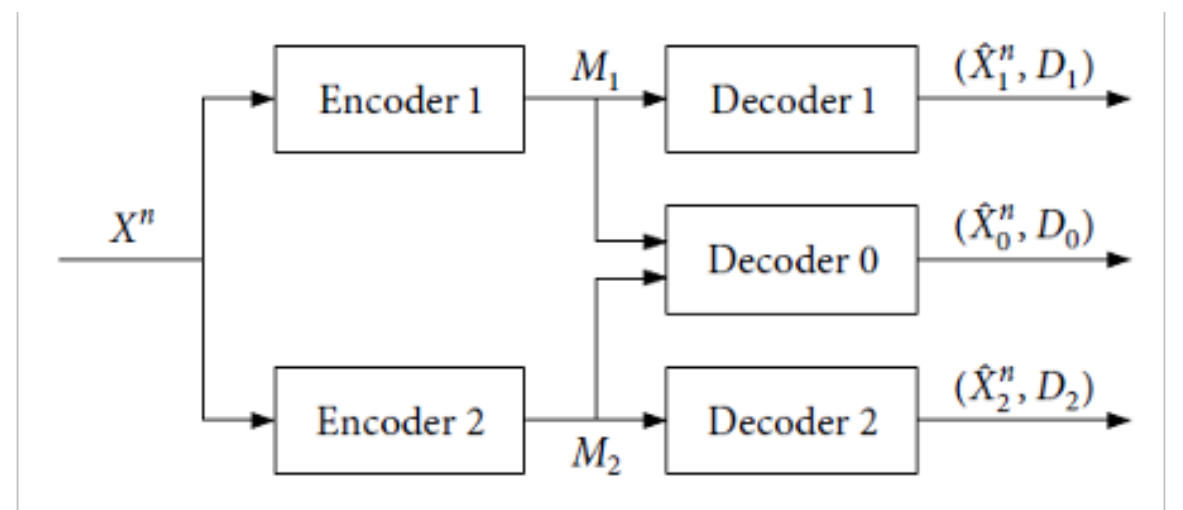 Encoder 1
M₁
Decoder 1
(X̂₁ⁿ, D₁)
Xⁿ
Decoder 0
(X̂₀ⁿ, D₀)
Encoder 2
M₂
Decoder 2
(X̂₂ⁿ, D₂)